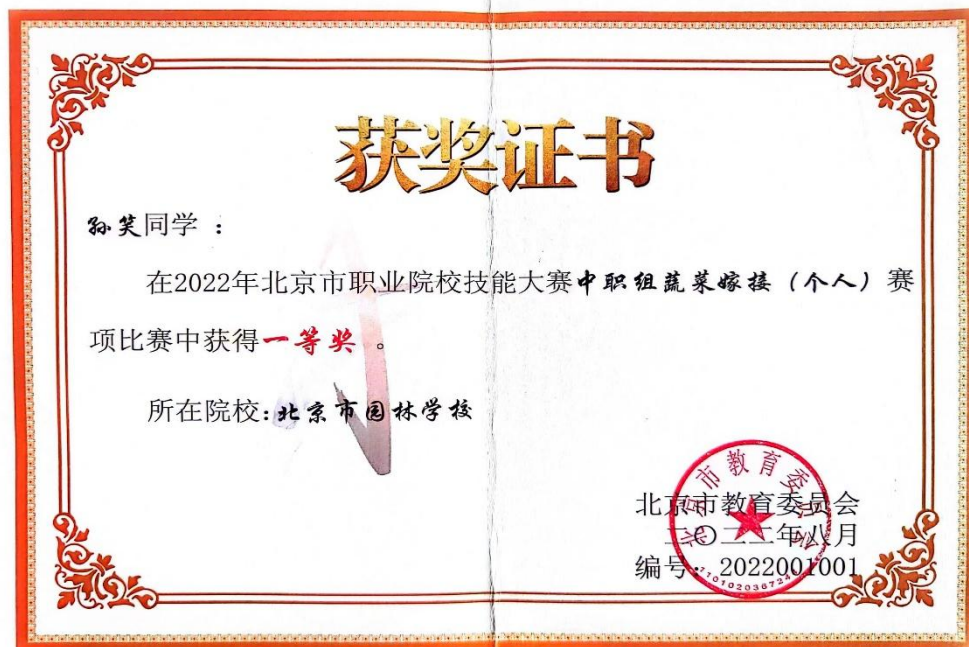 获奖证书
孙笑同学 ：
在2022年北京市职业院校技能大赛中职组蔬菜嫁接（个人）赛
项比赛中获得一等奖 。
所在院校:北京市园林学校
北京市教育委员会
二〇二二年八月
编号：2022001001
北京市教育委员会